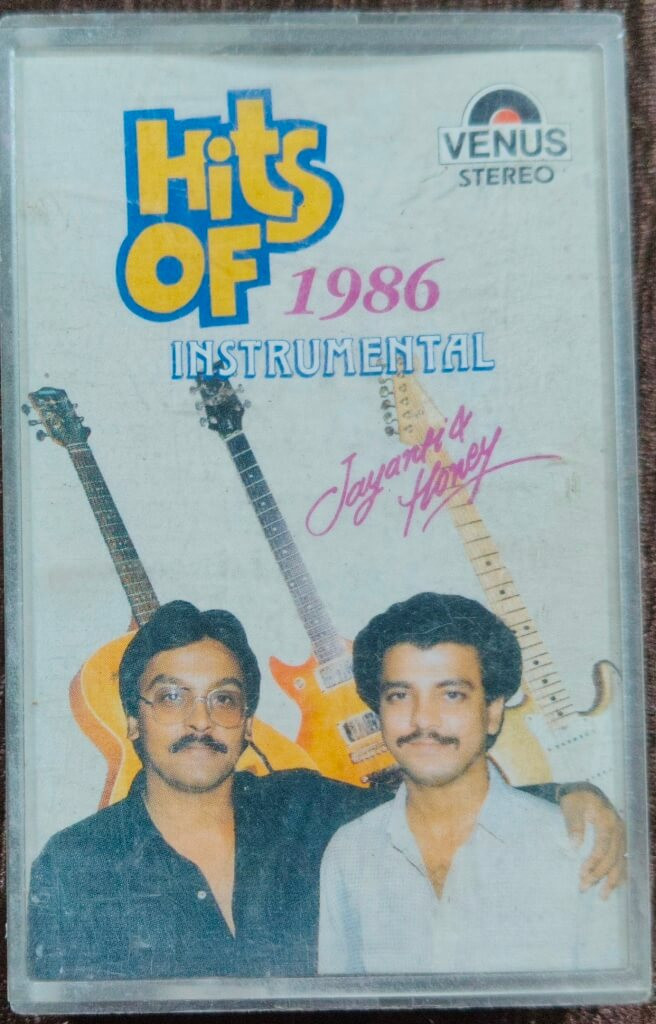 Hits
OF
1986
INSTRUMENTAL
Jayanti &
Honey
VENUS
STEREO